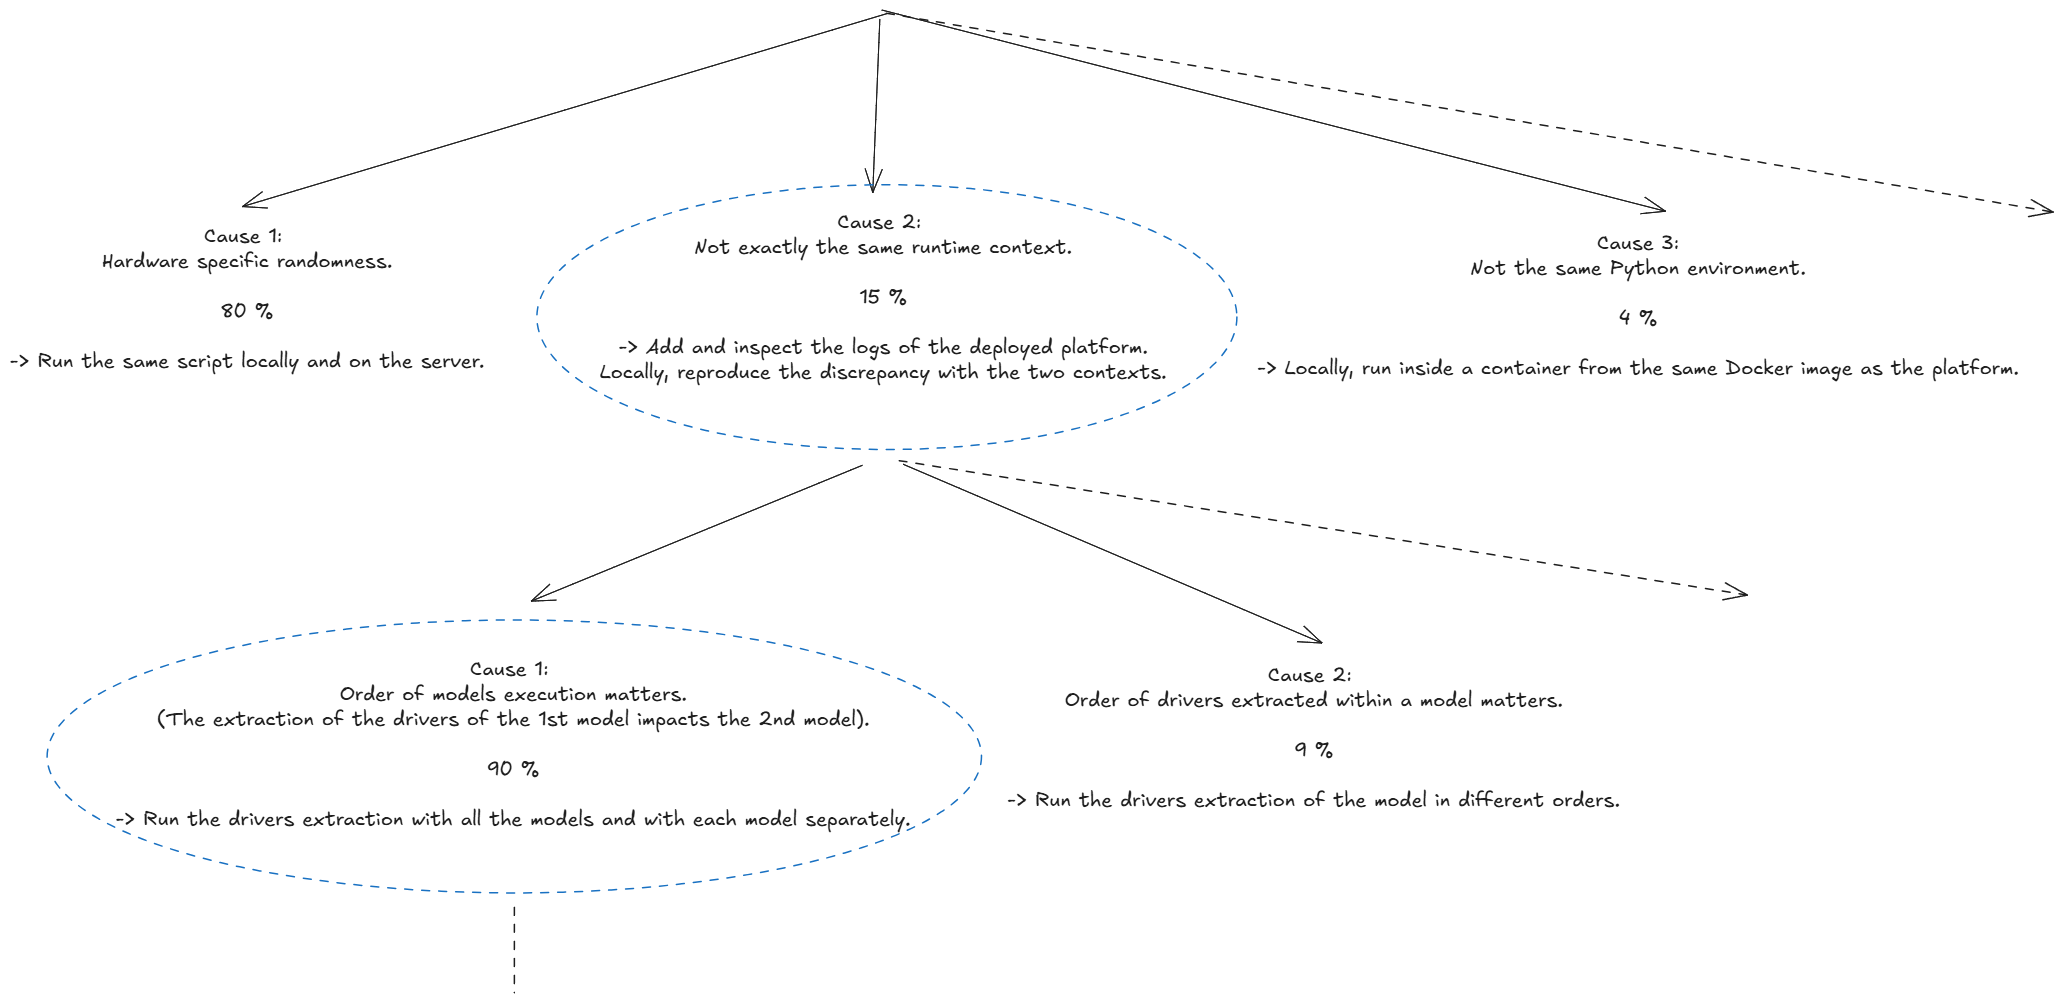 Cause 1:
Hardware specific randomness.
80 %
-> Run the same script locally and on the server.
Cause 2:
Not exactly the same runtime context.
15 %
-> Add and inspect the logs of the deployed platform.
Locally, reproduce the discrepancy with the two contexts.
Cause 3:
Not the same Python environment.
4 %
-> Locally, run inside a container from the same Docker image as the platform.
Cause 1:
Order of models execution matters.
(The extraction of the drivers of the 1st model impacts the 2nd model).
90 %
-> Run the drivers extraction with all the models and with each model separately.
Cause 2:
Order of drivers extracted within a model matters.
9 %
-> Run the drivers extraction of the model in different orders.